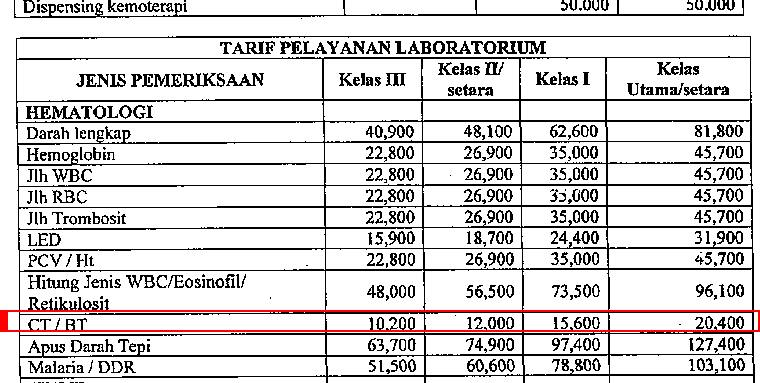 Dispensing kemoterapi 50.000 50.000
TARIF PELAYANAN LABORATORIUM
JENIS PEMERIKSAAN Kelas III Kelas II/ setara Kelas I Kelas Utama/setara
HEMATOLOGI
Darah lengkap 40,900 48,100 62,600 81,800
Hemoglobin 22,800 26,900 35,000 45,700
Jlh WBC 22,800 26,900 35,000 45,700
Jlh RBC 22,800 26,900 35,000 45,700
Jlh Trombosit 22,800 26,900 35,000 45,700
LED 15,900 18,700 24,400 31,900
PCV / Ht 22,800 26,900 35,000 45,700
Hitung Jenis WBC/Eosinofil/
Retikulosit 48,000 56,500 73,500 96,100
CT / BT 10,200 12,000 15,600 20,400
Apus Darah Tepi 63,700 74,900 97,400 127,400
Malaria / DDR 51,500 60,600 78,800 103,100